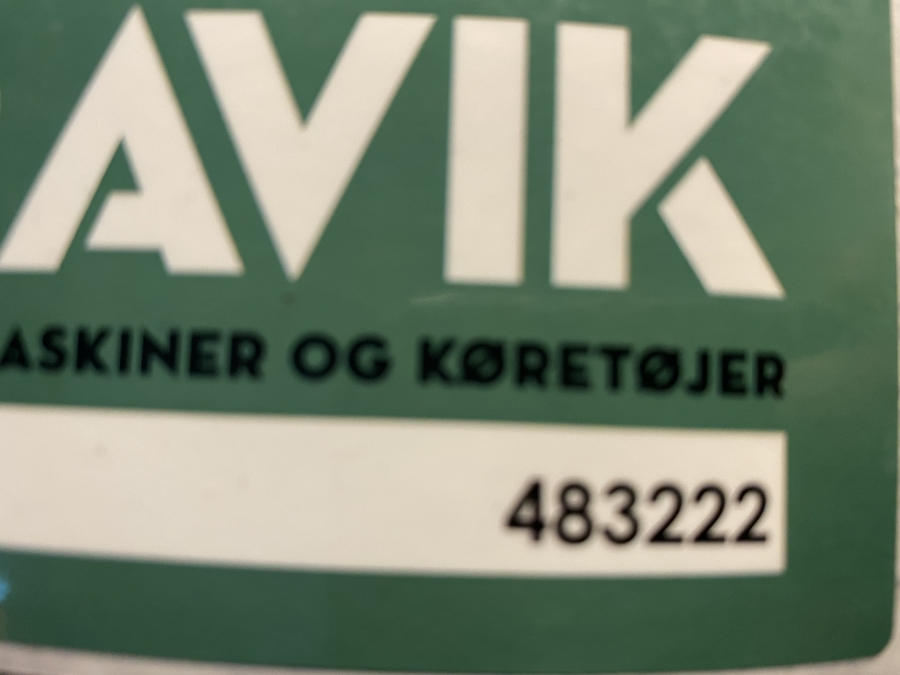 AVIK
ASKINER OG KØRETØJER
483222